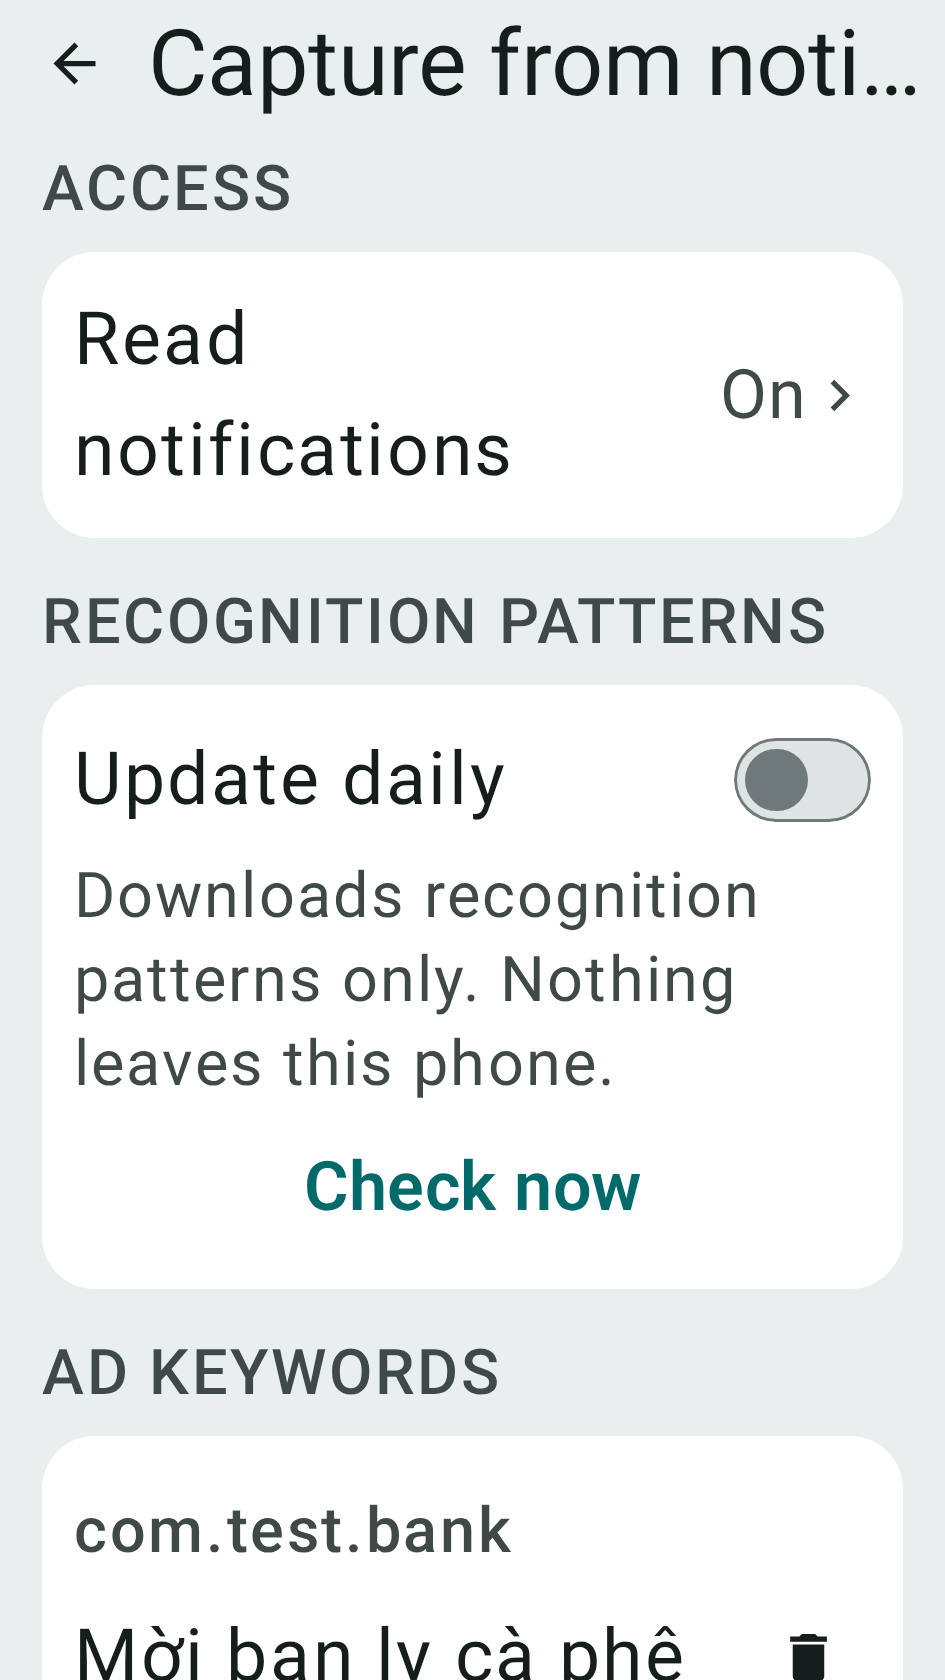 Capture from noti…
ACCESS
Read
notifications
On
RECOGNITION PATTERNS
Update daily
Downloads recognition
patterns only. Nothing
leaves this phone.
Check now
AD KEYWORDS
com.test.bank
Mời bạn ly cà phê